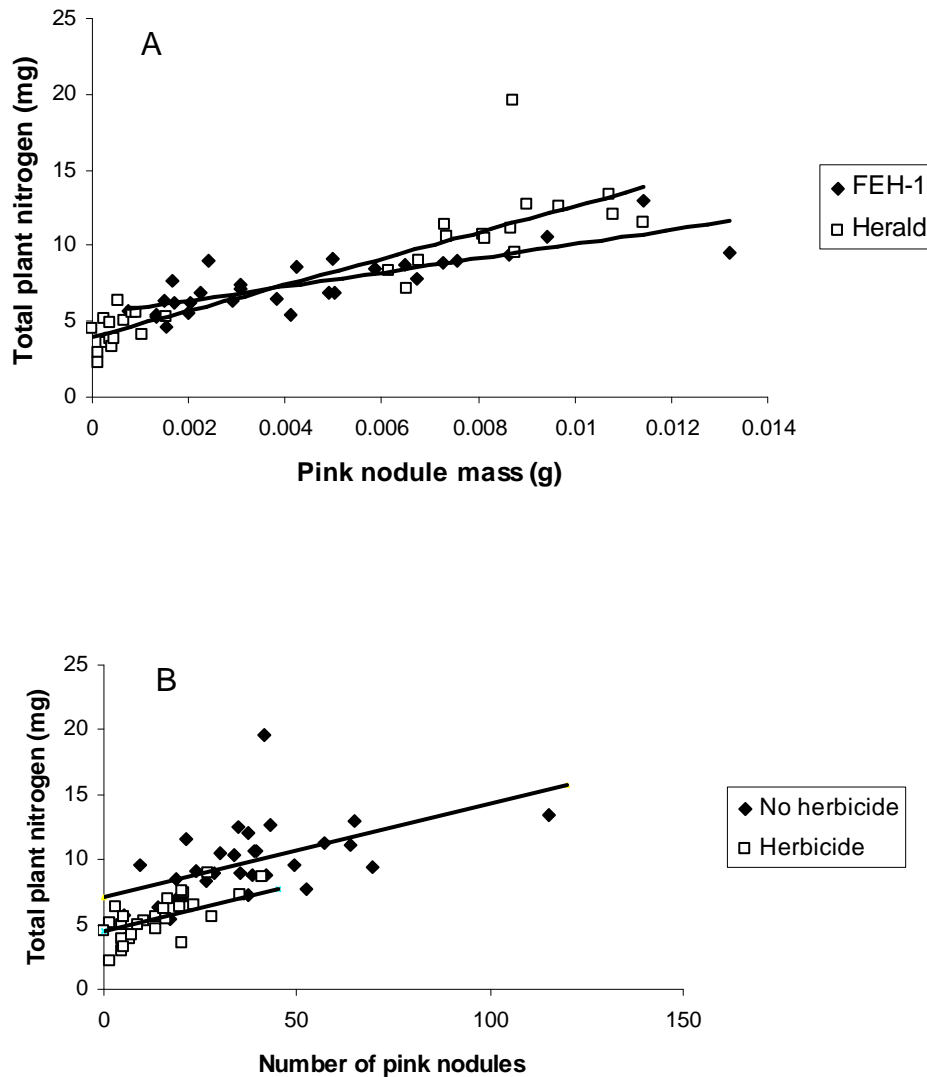 A
25
20
15
10
5
0
Total plant nitrogen (mg)
0 0.002 0.004 0.006 0.008 0.01 0.012 0.014
Pink nodule mass (g)
FEH-1
Herald
B
25
20
15
10
5
0
Total plant nitrogen (mg)
0 50 100 150
Number of pink nodules
No herbicide
Herbicide